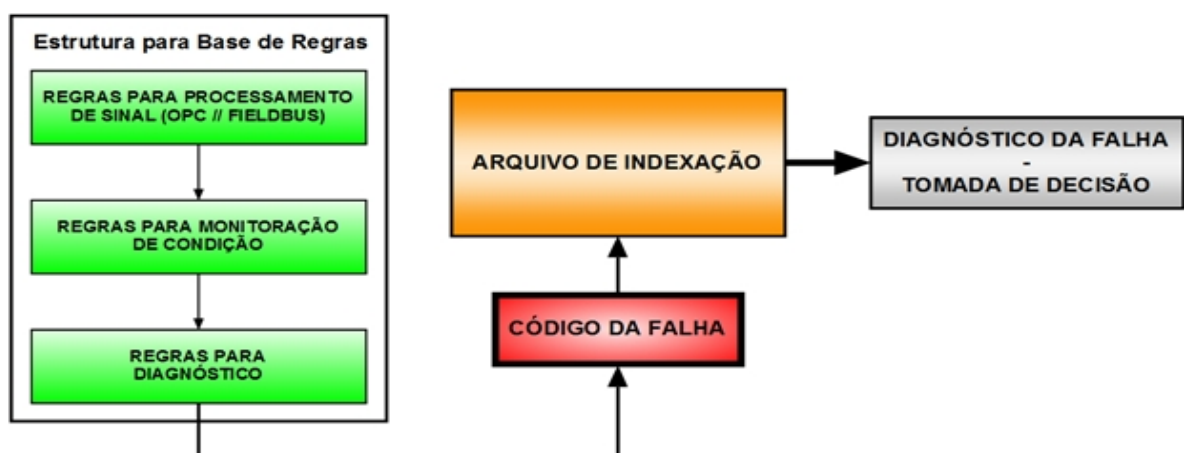 Estrutura para Base de Regras
REGRAS PARA PROCESSAMENTO
DE SINAL (OPC // FIELDBUS)
REGRAS PARA MONITORAÇÃO
DE CONDIÇÃO
REGRAS PARA
DIAGNÓSTICO
ARQUIVO DE INDEXAÇÃO
CÓDIGO DA FALHA
DIAGNÓSTICO DA FALHA
-
TOMADA DE DECISÃO